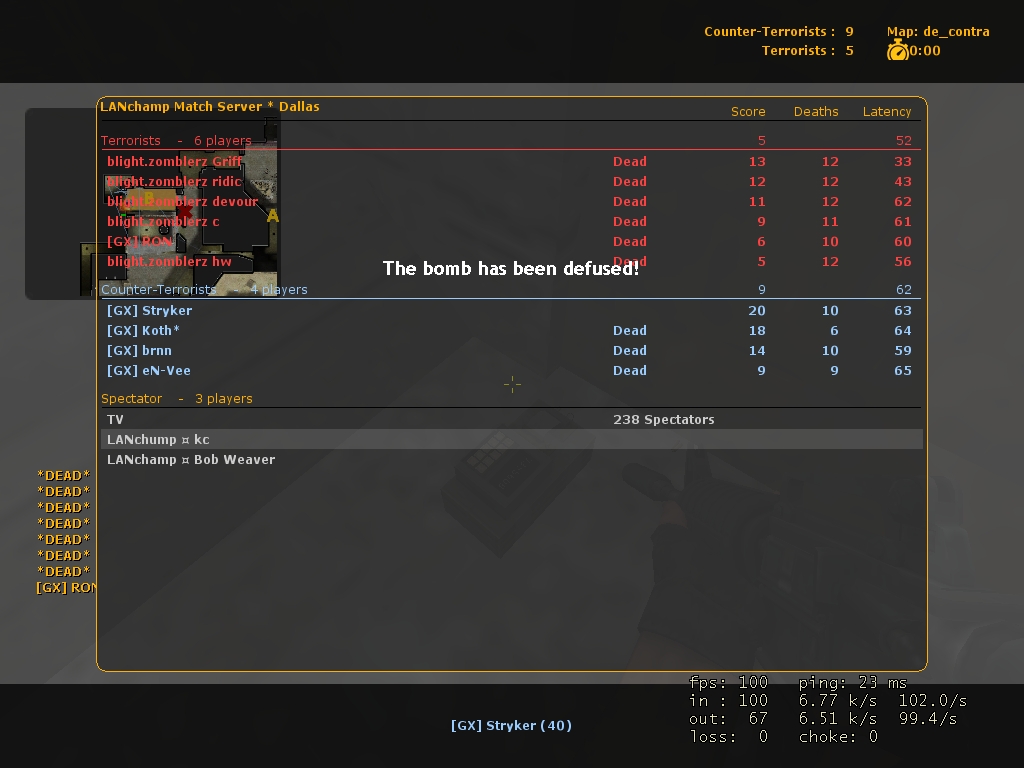 Counter-Terrorists : 9 Map: de_contra
Terrorists : 5 0:00
LANchamp Match Server * Dallas
Score Deaths Latency
Terrorists - 6 players 5 52
blight.zomblerz Griff Dead 13 12 33
blight.zomblerz ridic Dead 12 12 43
B
blight.zomblerz devour Dead 11 12 62
A
blight.zomblerz c Dead 9 11 61
[GX] RON Dead 6 10 60
blight.zomblerz hw Dead 5 12 56
The bomb has been defused!
Counter-Terrorists - 4 players 9 62
[GX] Stryker 20 10 63
[GX] Koth* Dead 18 6 64
[GX] brnn Dead 14 10 59
[GX] eN-Vee Dead 9 9 65
Spectator - 3 players
TV 238 Spectators
LANchump ¤ kc
LANchamp ¤ Bob Weaver
*DEAD*
*DEAD*
*DEAD*
*DEAD*
*DEAD*
*DEAD*
*DEAD*
[GX] RON
fps: 100 ping: 23 ms
in : 100 6.77 k/s 102.0/s
out: 67 6.51 k/s 99.4/s
loss: 0 choke: 0
[GX] Stryker (40)